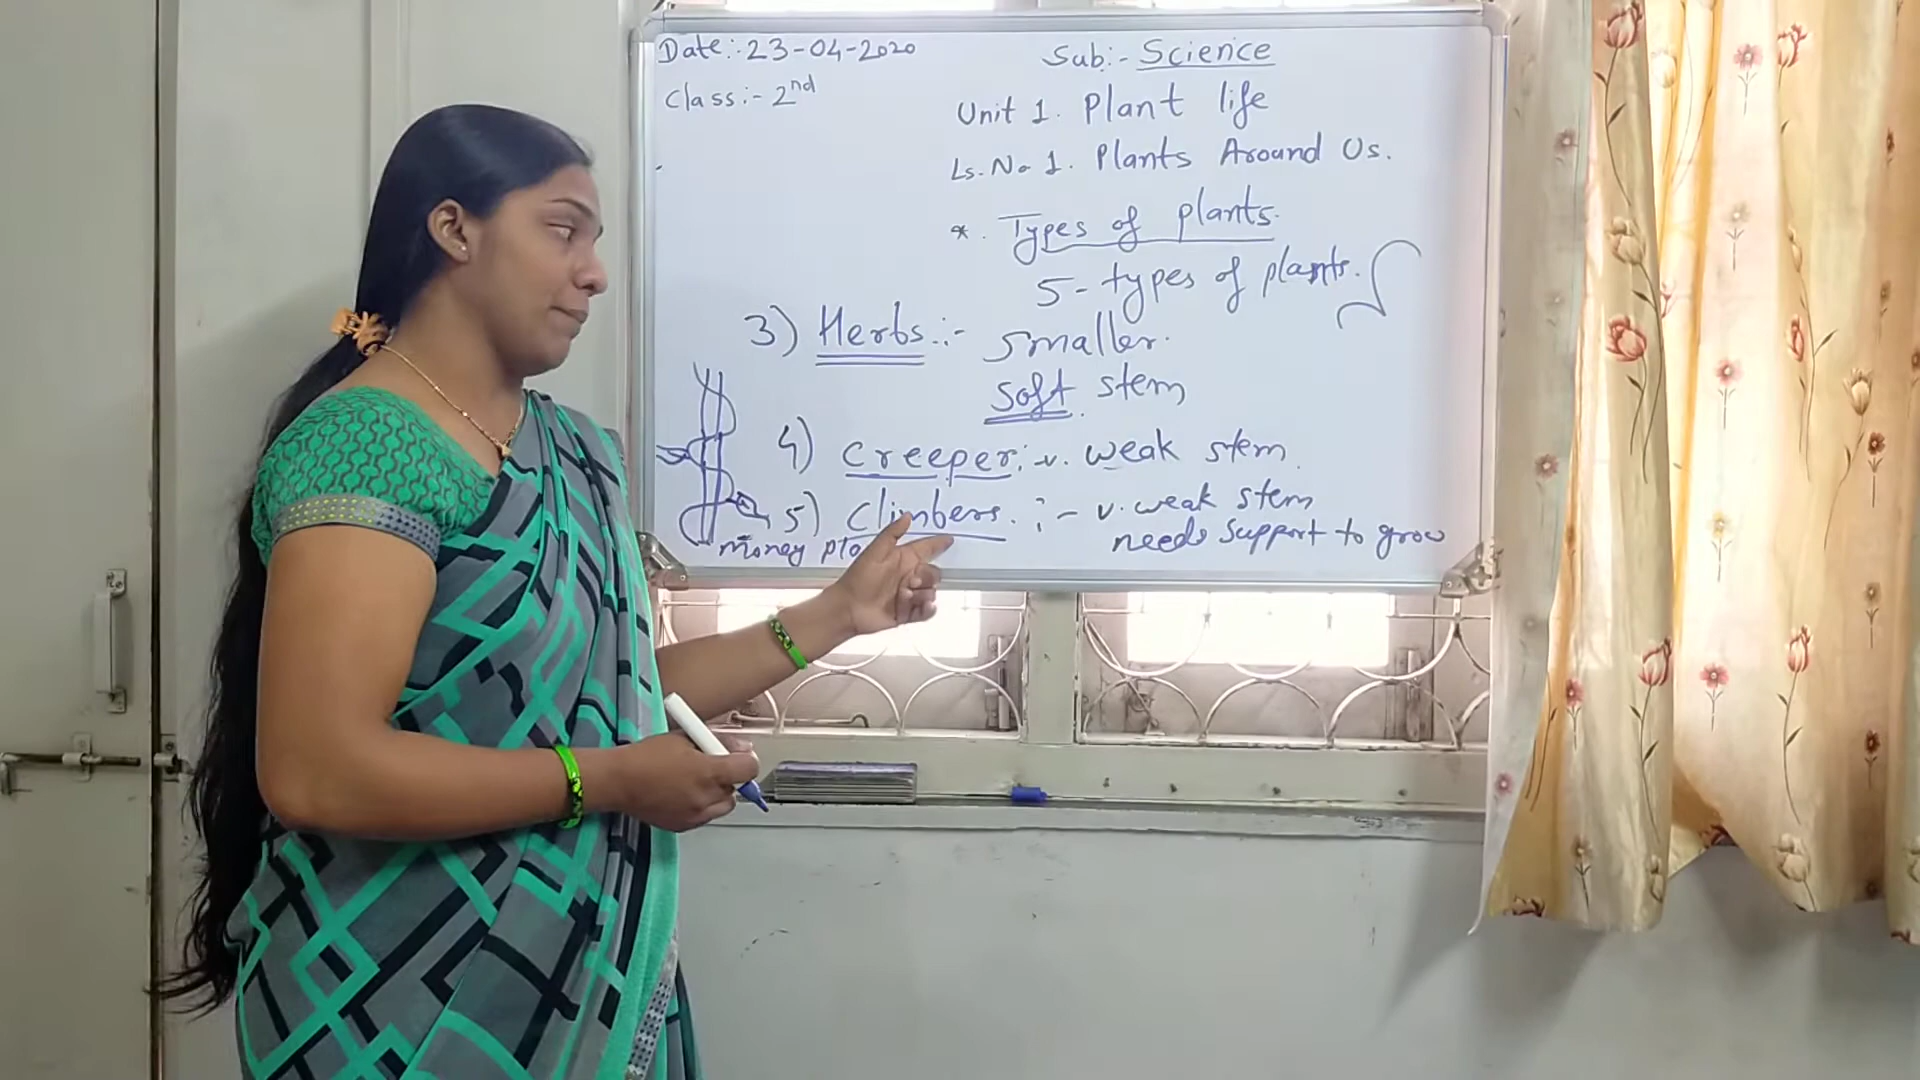 Date:- 23-04-2020
Sub:- Science
Class:- 2nd
Unit 1. Plant life
Ls. No 1. Plants Around Us.
*. Types of plants.
5-types of plants.
3) Herbs:- Smaller.
Soft stem
4) Creeper:- v. weak stem.
5) Climbers. :- v. weak stem
needs support to grow
money